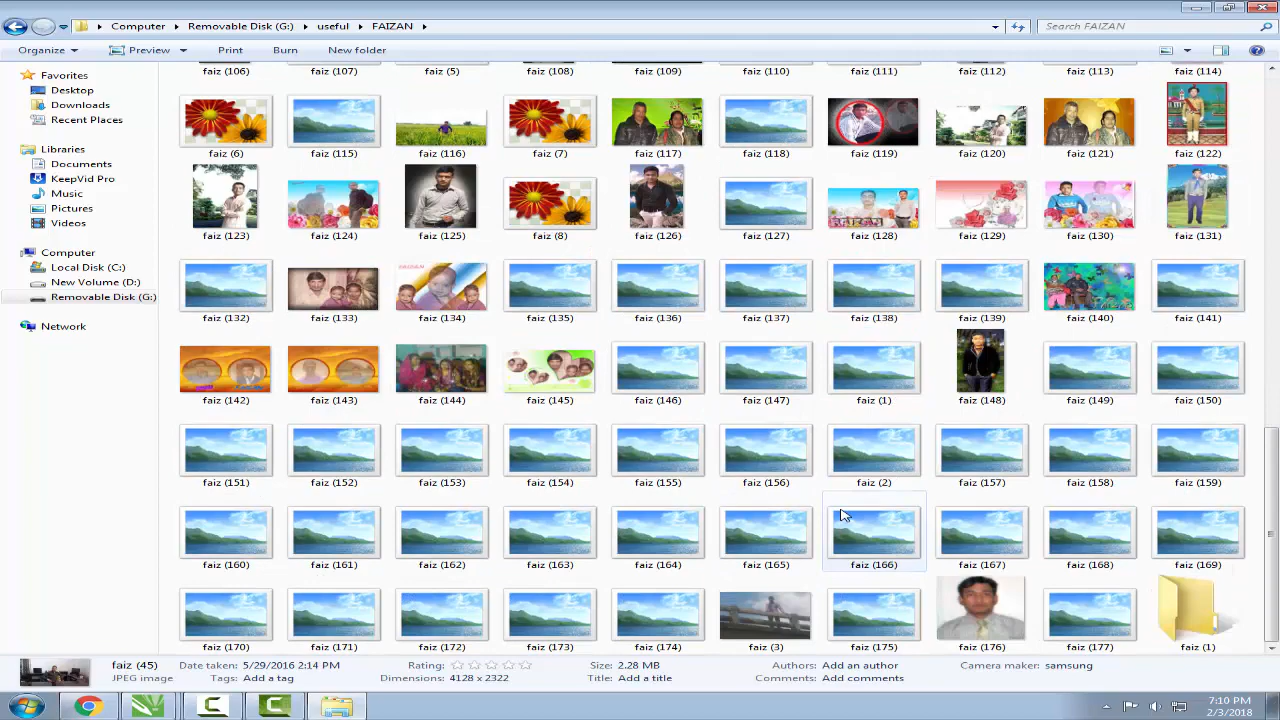 Computer ▸ Removable Disk (G:) ▸ useful ▸ FAIZAN ▸
Search FAIZAN
Organize Preview Print Burn New folder
Favorites
Desktop
Downloads
Recent Places
Libraries
Documents
KeepVid Pro
Music
Pictures
Videos
Computer
Local Disk (C:)
New Volume (D:)
Removable Disk (G:)
Network
faiz (106) faiz (107) faiz (5) faiz (108) faiz (109) faiz (110) faiz (111) faiz (112) faiz (113) faiz (114)
faiz (6) faiz (115) faiz (116) faiz (7) faiz (117) faiz (118) faiz (119) faiz (120) faiz (121) faiz (122)
faiz (123) faiz (124) faiz (125) faiz (8) faiz (126) faiz (127) faiz (128) faiz (129) faiz (130) faiz (131)
faiz (132) faiz (133) faiz (134) faiz (135) faiz (136) faiz (137) faiz (138) faiz (139) faiz (140) faiz (141)
faiz (142) faiz (143) faiz (144) faiz (145) faiz (146) faiz (147) faiz (1) faiz (148) faiz (149) faiz (150)
faiz (151) faiz (152) faiz (153) faiz (154) faiz (155) faiz (156) faiz (2) faiz (157) faiz (158) faiz (159)
faiz (160) faiz (161) faiz (162) faiz (163) faiz (164) faiz (165) faiz (166) faiz (167) faiz (168) faiz (169)
faiz (170) faiz (171) faiz (172) faiz (173) faiz (174) faiz (3) faiz (175) faiz (176) faiz (177) faiz (1)
faiz (45) Date taken: 5/29/2016 2:14 PM Rating: Size: 2.28 MB Authors: Add an author Camera maker: samsung
JPEG image Tags: Add a tag Dimensions: 4128 x 2322 Title: Add a title Comments: Add comments
7:10 PM
2/3/2018